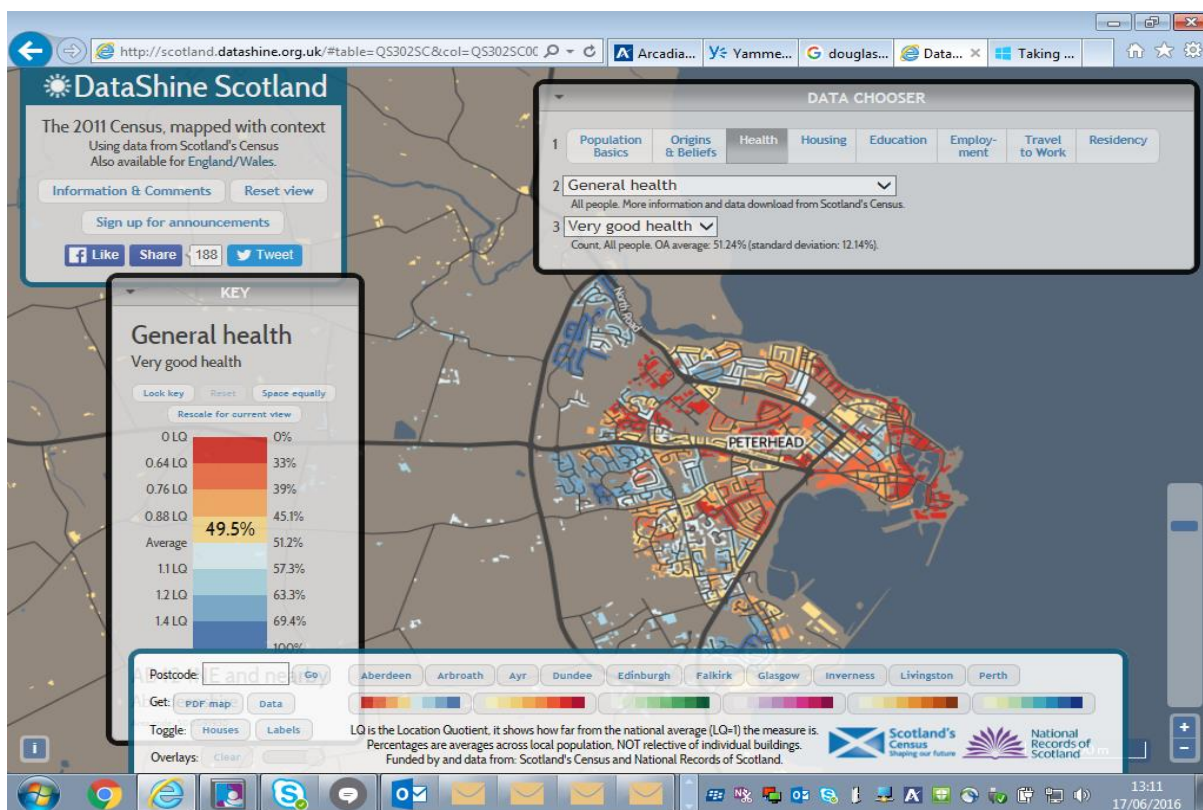 http://scotland.datashine.org.uk/#table=QS302SC&col=QS302SC00
Arcadia...
Yamme...
douglas...
Data...
Taking ...
DataShine Scotland
The 2011 Census, mapped with context
Using data from Scotland's Census
Also available for England/Wales.
Information & Comments
Reset view
Sign up for announcements
Like
Share
188
Tweet
DATA CHOOSER
1
Population Basics
Origins & Beliefs
Health
Housing
Education
Employ-ment
Travel to Work
Residency
2 General health
All people. More information and data download from Scotland's Census.
3 Very good health
Count, All people. OA average: 51.24% (standard deviation: 12.14%).
KEY
General health
Very good health
Lock key
Reset
Space equally
Rescale for current view
0 LQ 0%
0.64 LQ 33%
0.76 LQ 39%
0.88 LQ 45.1%
49.5%
Average 51.2%
1.1 LQ 57.3%
1.2 LQ 63.3%
1.4 LQ 69.4%
100%
North Road
PETERHEAD
Postcode: Go
and nearby
Aberdeen
Arbroath
Ayr
Dundee
Edinburgh
Falkirk
Glasgow
Inverness
Livingston
Perth
Get: PDF map Data
Toggle: Houses Labels
Overlays: Clear
LQ is the Location Quotient, it shows how far from the national average (LQ=1) the measure is.
Percentages are averages across local population, NOT relective of individual buildings.
Funded by and data from: Scotland's Census and National Records of Scotland.
Scotland's
Census
Shaping our future
National
Records of
Scotland
13:11
17/06/2016